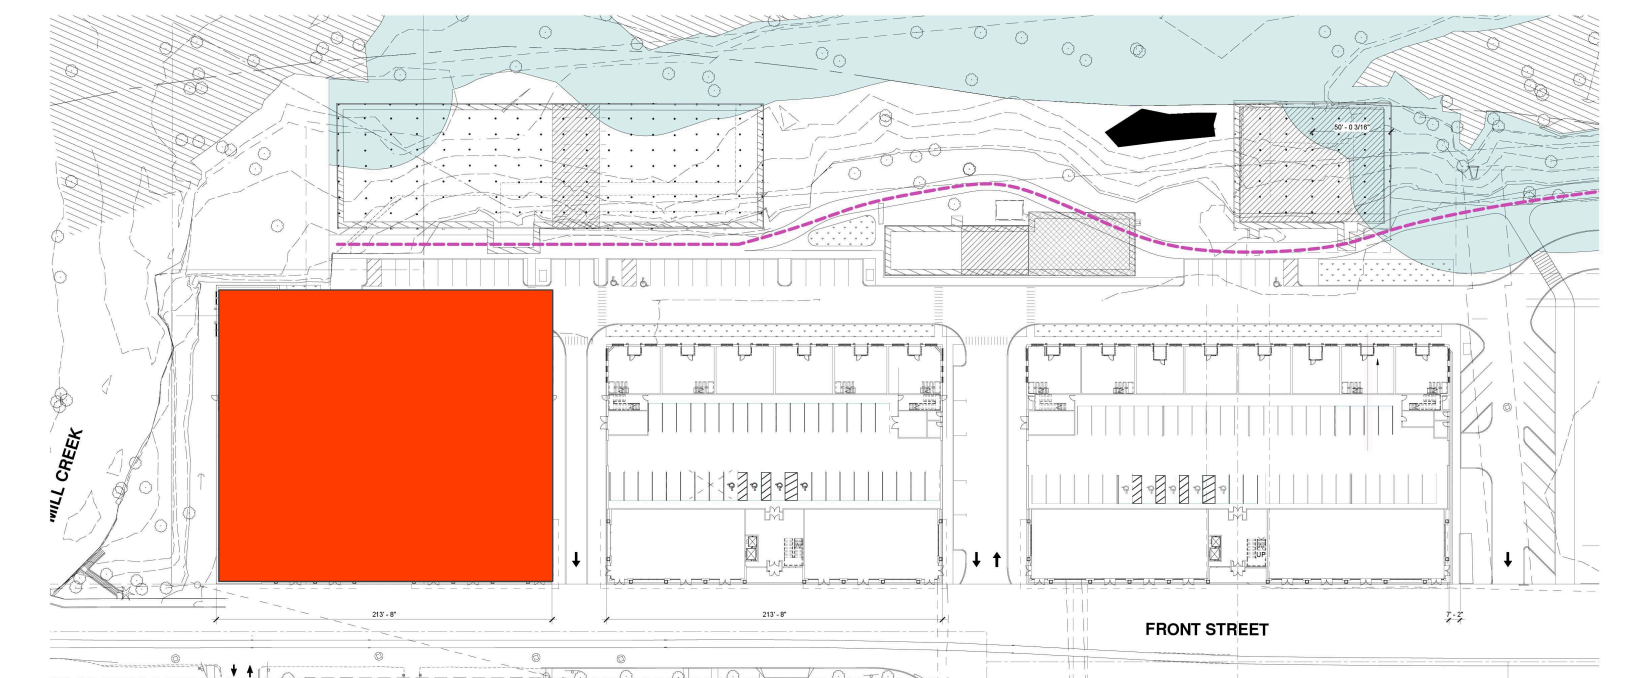 50' - 0 3/16"
MILL CREEK
UP
213' - 8"
213' - 8"
7' - 2"
FRONT STREET